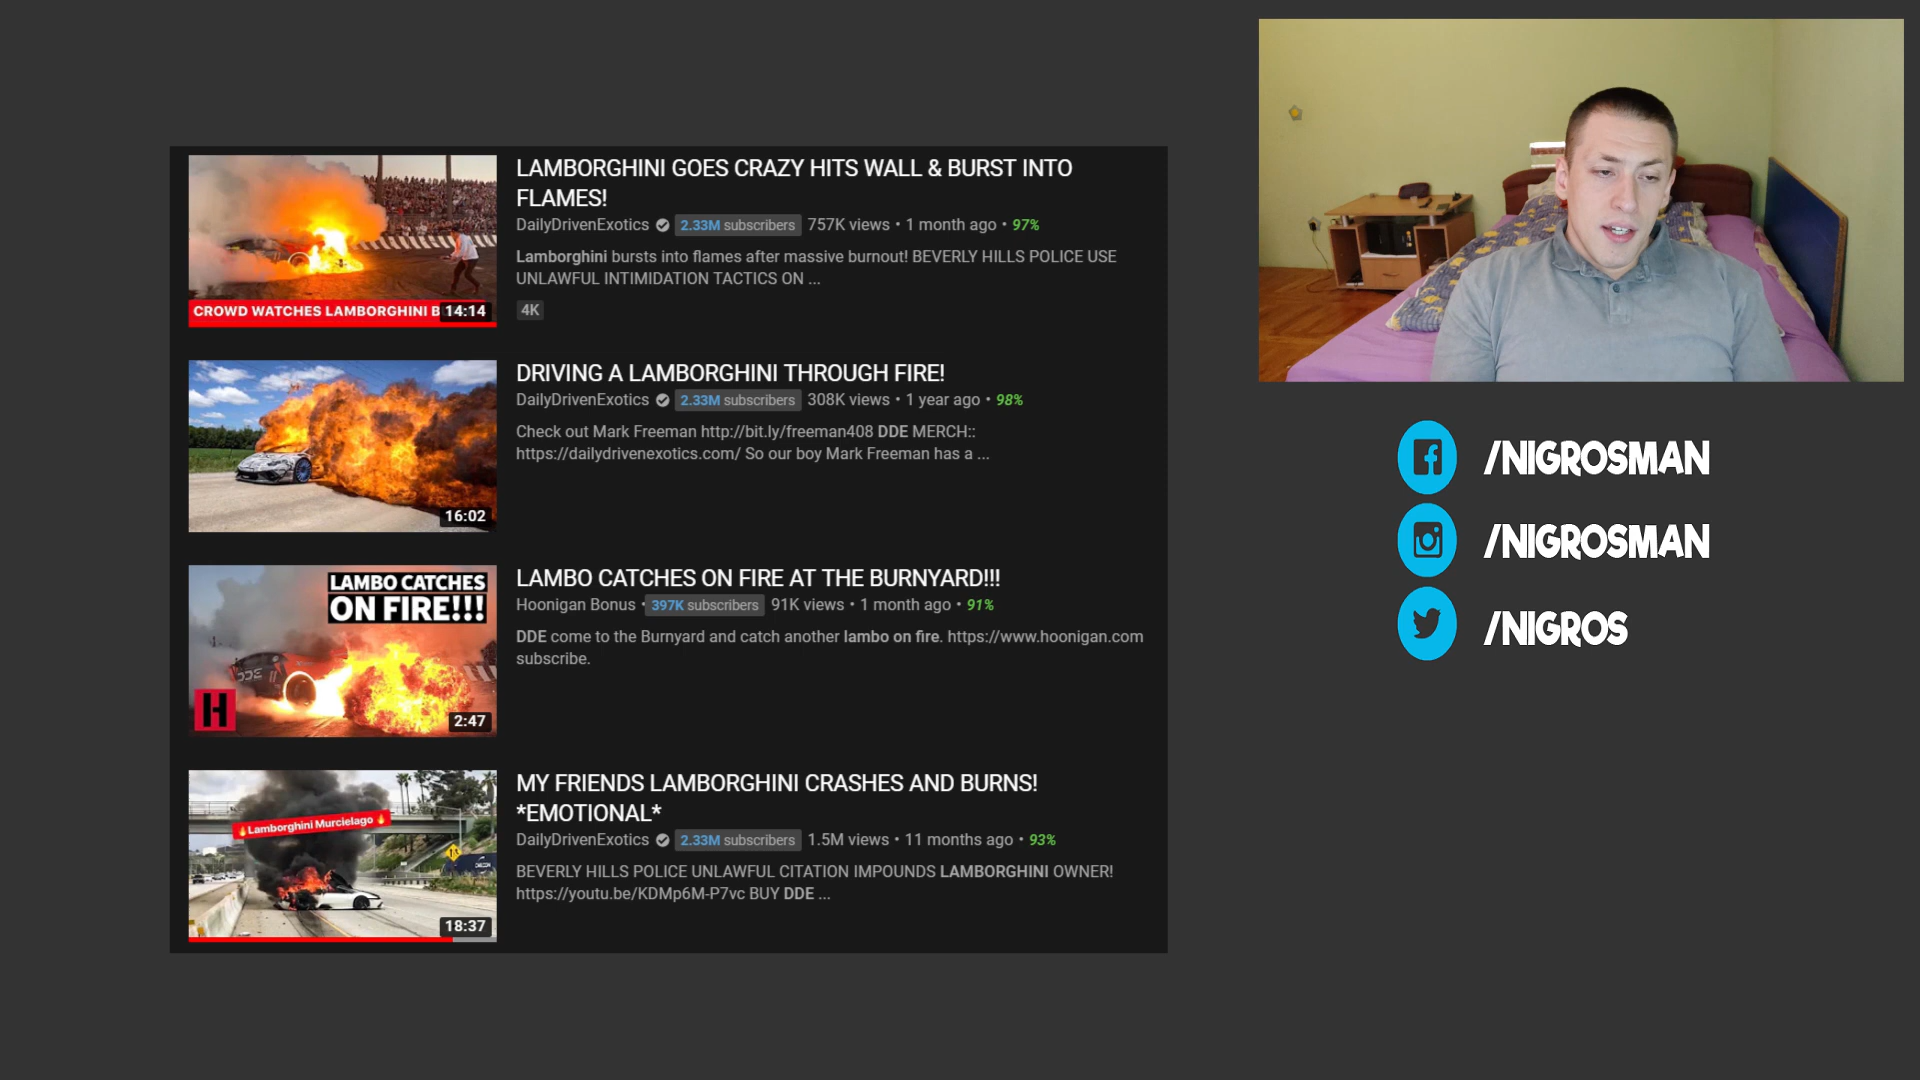 LAMBORGHINI GOES CRAZY HITS WALL & BURST INTO
FLAMES!
DailyDrivenExotics 2.33M subscribers 757K views • 1 month ago • 97%
Lamborghini bursts into flames after massive burnout! BEVERLY HILLS POLICE USE
UNLAWFUL INTIMIDATION TACTICS ON ...
4K
CROWD WATCHES LAMBORGHINI B
14:14
DRIVING A LAMBORGHINI THROUGH FIRE!
DailyDrivenExotics 2.33M subscribers 308K views • 1 year ago • 98%
Check out Mark Freeman http://bit.ly/freeman408 DDE MERCH::
https://dailydrivenexotics.com/ So our boy Mark Freeman has a ...
16:02
LAMBO CATCHES
ON FIRE!!!
DDE
H
2:47
LAMBO CATCHES ON FIRE AT THE BURNYARD!!!
Hoonigan Bonus • 397K subscribers 91K views • 1 month ago • 91%
DDE come to the Burnyard and catch another lambo on fire. https://www.hoonigan.com
subscribe.
Lamborghini Murcielago
18:37
MY FRIENDS LAMBORGHINI CRASHES AND BURNS!
*EMOTIONAL*
DailyDrivenExotics 2.33M subscribers 1.5M views • 11 months ago • 93%
BEVERLY HILLS POLICE UNLAWFUL CITATION IMPOUNDS LAMBORGHINI OWNER!
https://youtu.be/KDMp6M-P7vc BUY DDE ...
/NIGROSMAN
/NIGROSMAN
/NIGROS